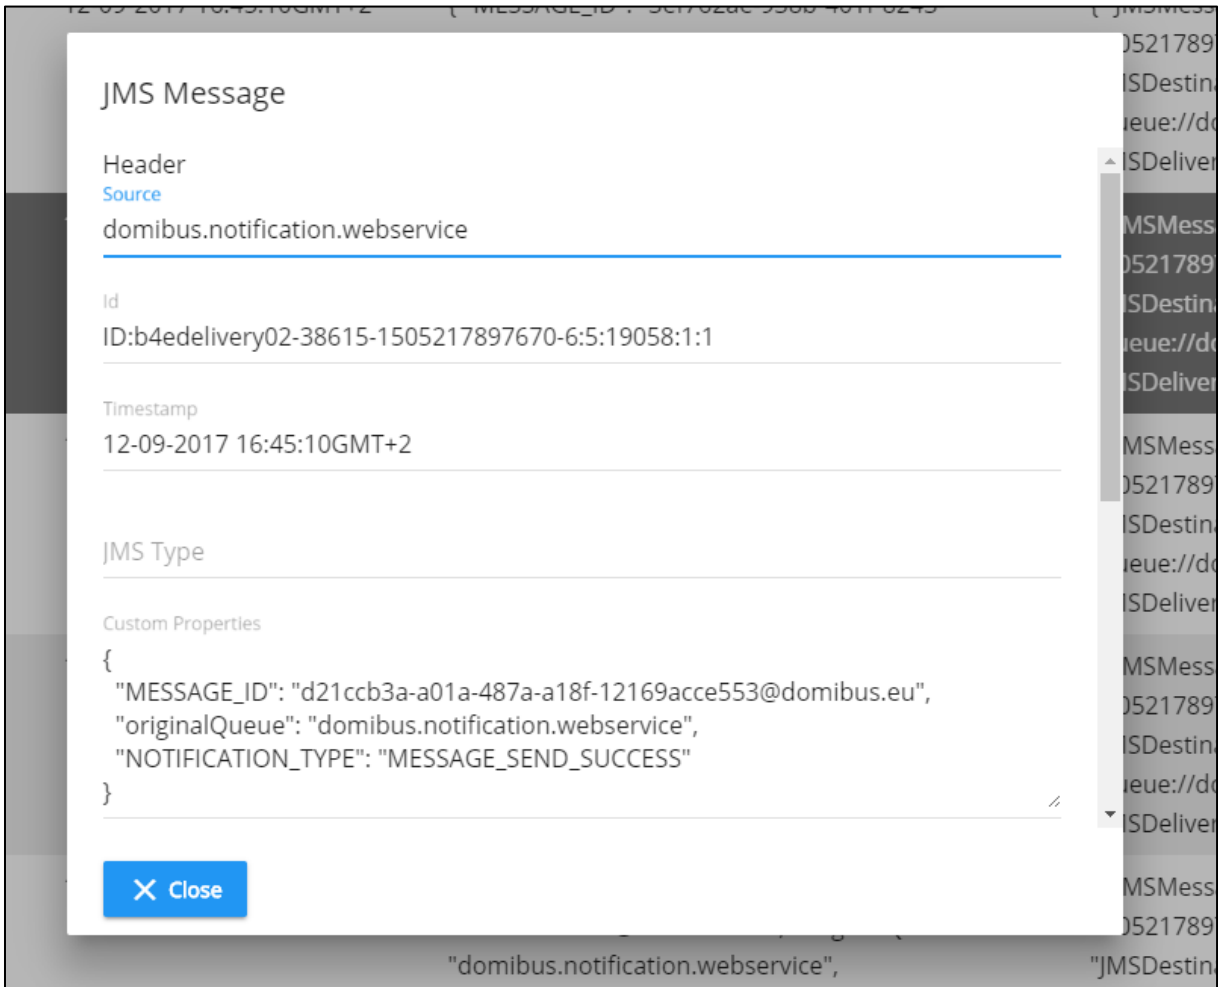 JMS Message
Header
Source
domibus.notification.webservice
Id
ID:b4edelivery02-38615-1505217897670-6:5:19058:1:1
Timestamp
12-09-2017 16:45:10GMT+2
JMS Type
Custom Properties
{
"MESSAGE_ID": "d21ccb3a-a01a-487a-a18f-12169acce553@domibus.eu",
"originalQueue": "domibus.notification.webservice",
"NOTIFICATION_TYPE": "MESSAGE_SEND_SUCCESS"
}
Close
"domibus.notification.webservice",